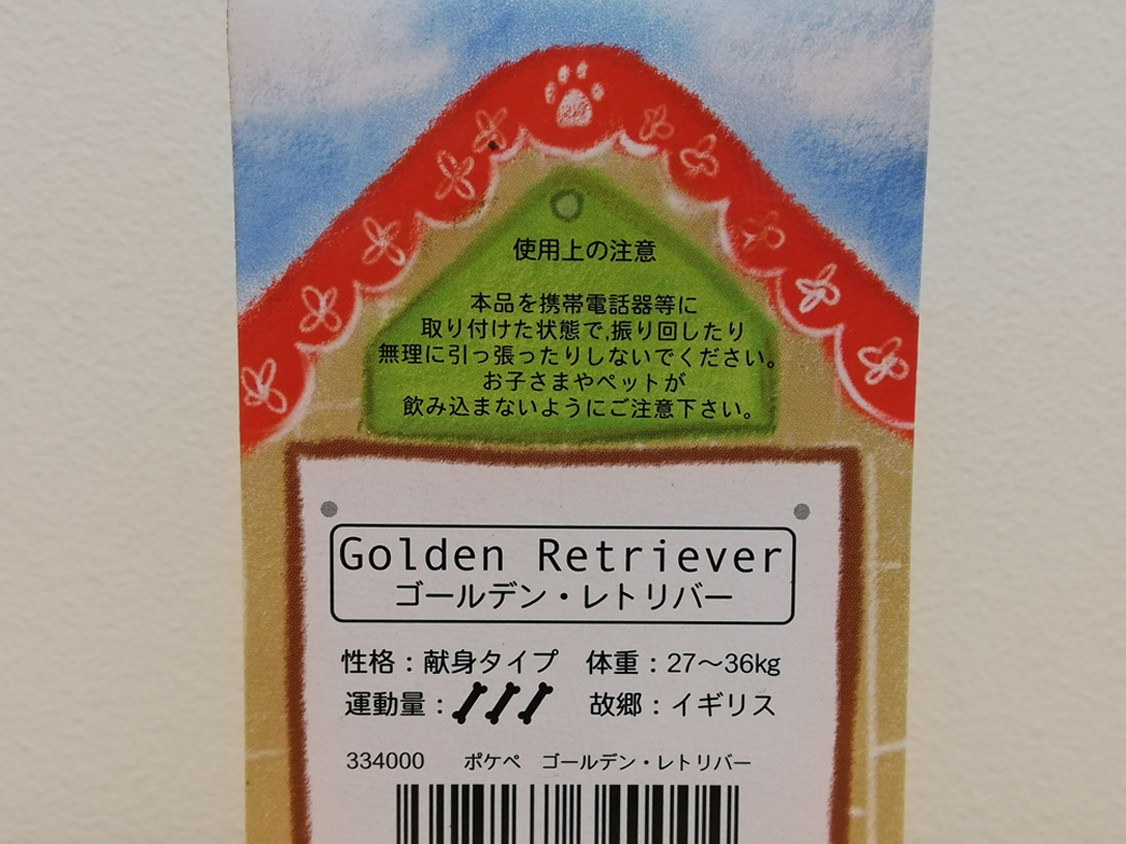 使用上の注意
本品を携帯電話器等に
取り付けた状態で,振り回したり
無理に引っ張ったりしないでください。
お子さまやペットが
飲み込まないようにご注意下さい。
Golden Retriever
ゴールデン・レトリバー
性格：献身タイプ　体重：27〜36kg
運動量：　故郷：イギリス
334000　ポケペ　ゴールデン・レトリバー